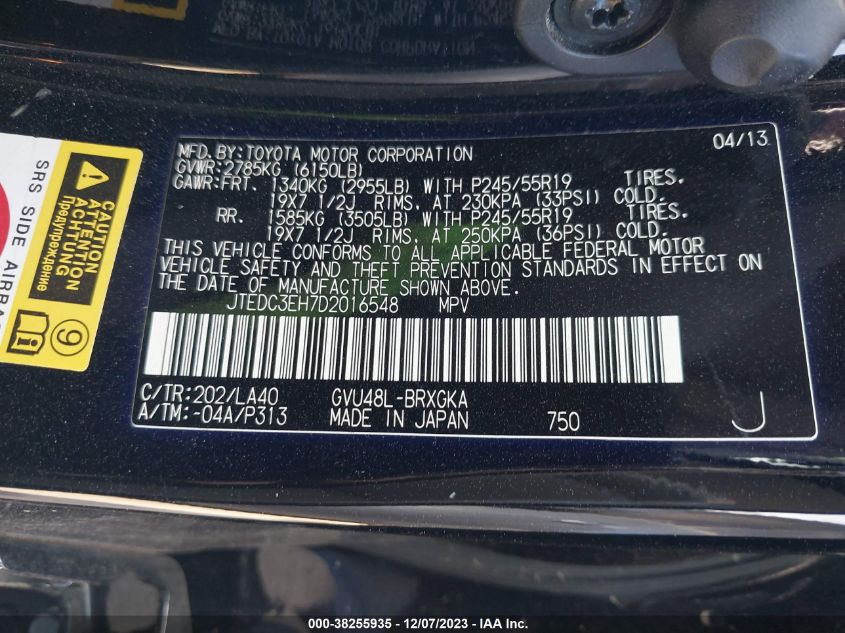 04/13
MFD. BY: TOYOTA MOTOR CORPORATION
GVWR: 2785KG (6150LB)
GAWR: FRT. 1340KG (2955LB) WITH P245/55R19 TIRES.
19X7 1/2J RIMS. AT 230KPA (33PSI) COLD.
RR. 1585KG (3505LB) WITH P245/55R19 TIRES.
19X7 1/2J RIMS. AT 250KPA (36PSI) COLD.
THIS VEHICLE CONFORMS TO ALL APPLICABLE FEDERAL MOTOR
VEHICLE SAFETY AND THEFT PREVENTION STANDARDS IN EFFECT ON
THE DATE OF MANUFACTURE SHOWN ABOVE.
JTEDC3EH7D2016548 MPV
C/TR: 202/LA40 GVU48L-BRXGKA
A/TM: -04A/P313 MADE IN JAPAN 750 J
SRS SIDE AIRBA
CAUTION
ATTENTION
ACHTUNG
Предупреждение
9
000-38255935 - 12/07/2023 - IAA Inc.